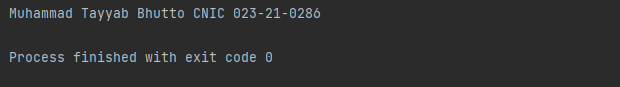 Muhammad Tayyab Bhutto CNIC 023-21-0286
Process finished with exit code 0